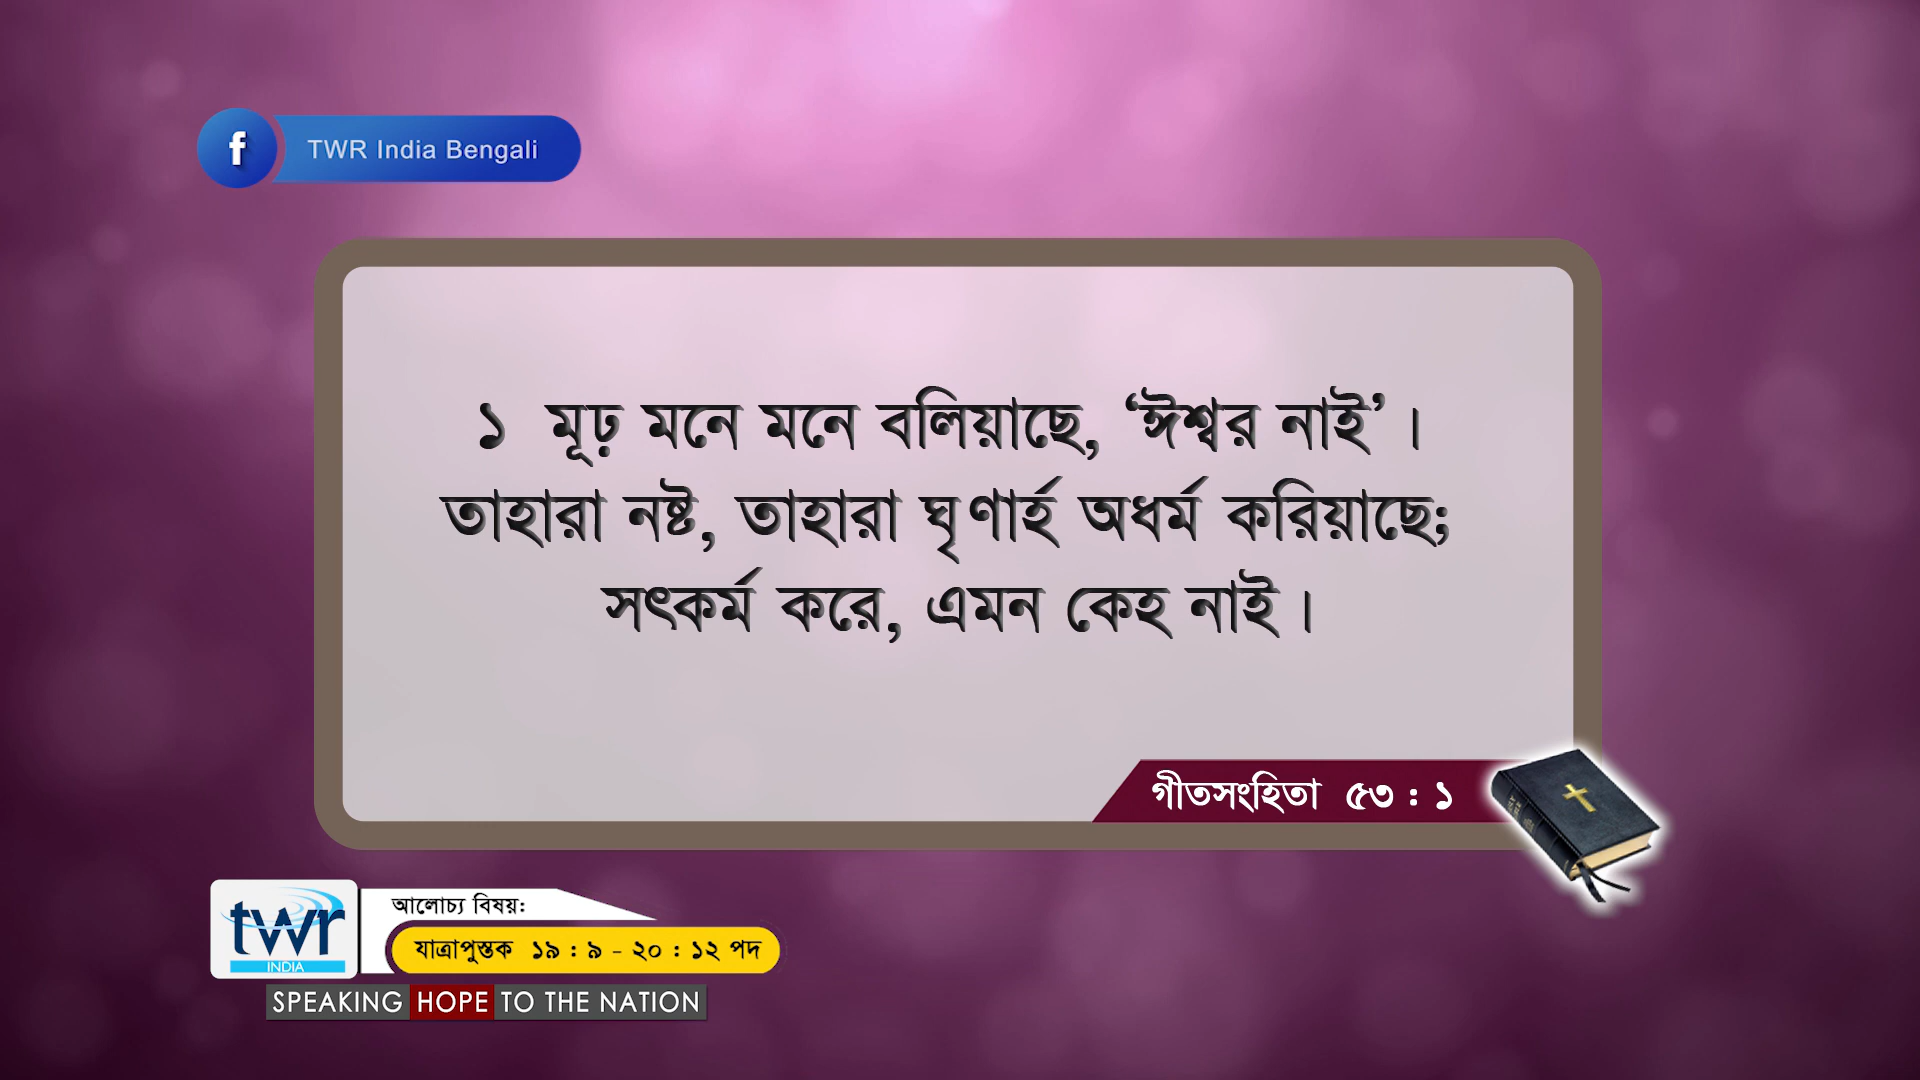 f TWR India Bengali
১ মূঢ় মনে মনে বলিয়াছে, ‘ঈশ্বর নাই’।
তাহারা নষ্ট, তাহারা ঘৃণার্হ অধর্ম করিয়াছে;
সৎকর্ম করে, এমন কেহ নাই।
গীতসংহিতা ৫৩ : ১
twr
INDIA
আলোচ্য বিষয়:
যাত্রাপুস্তক ১৯ : ৯ - ২০ : ১২ পদ
SPEAKING HOPE TO THE NATION